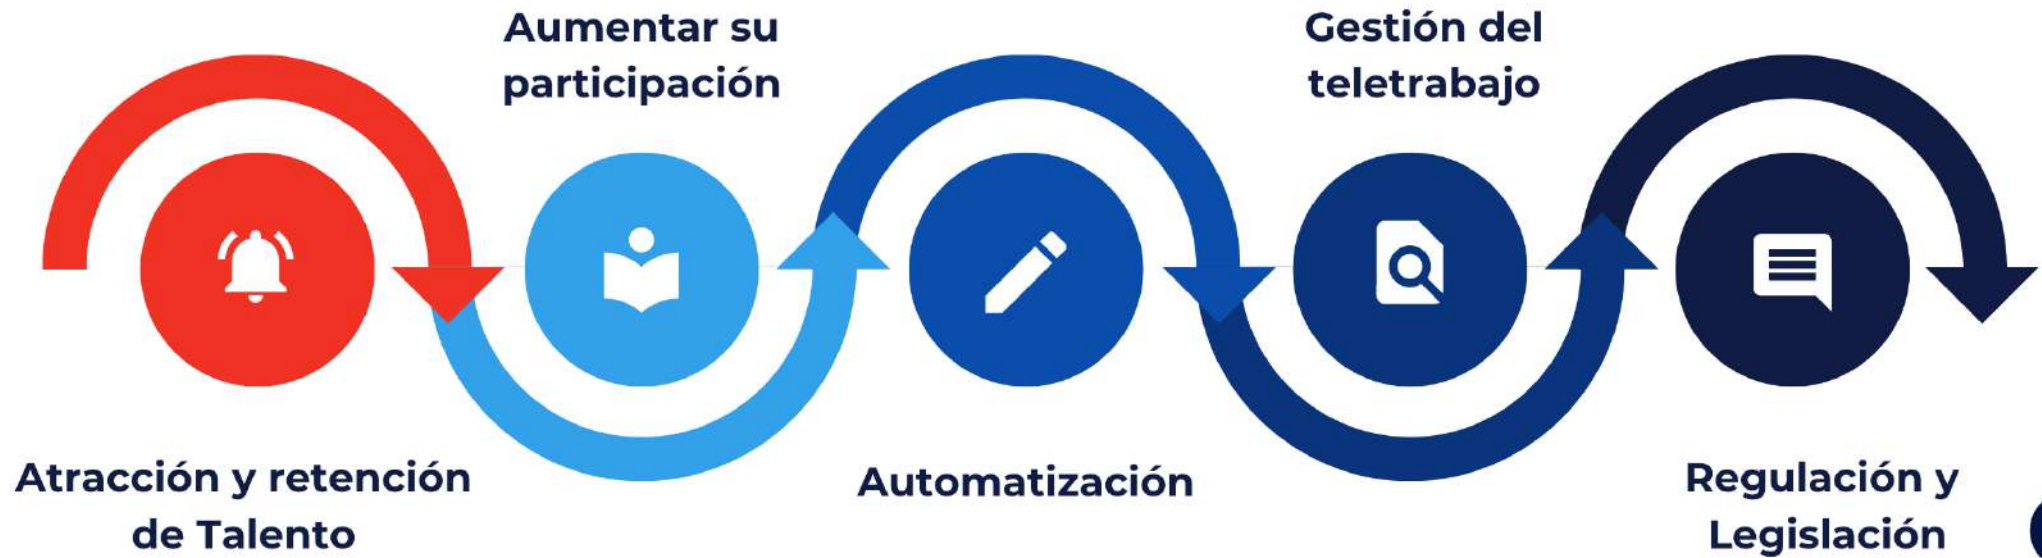 Aumentar su
participación
Gestión del
teletrabajo
Atracción y retención
de Talento
Automatización
Regulación y
Legislación